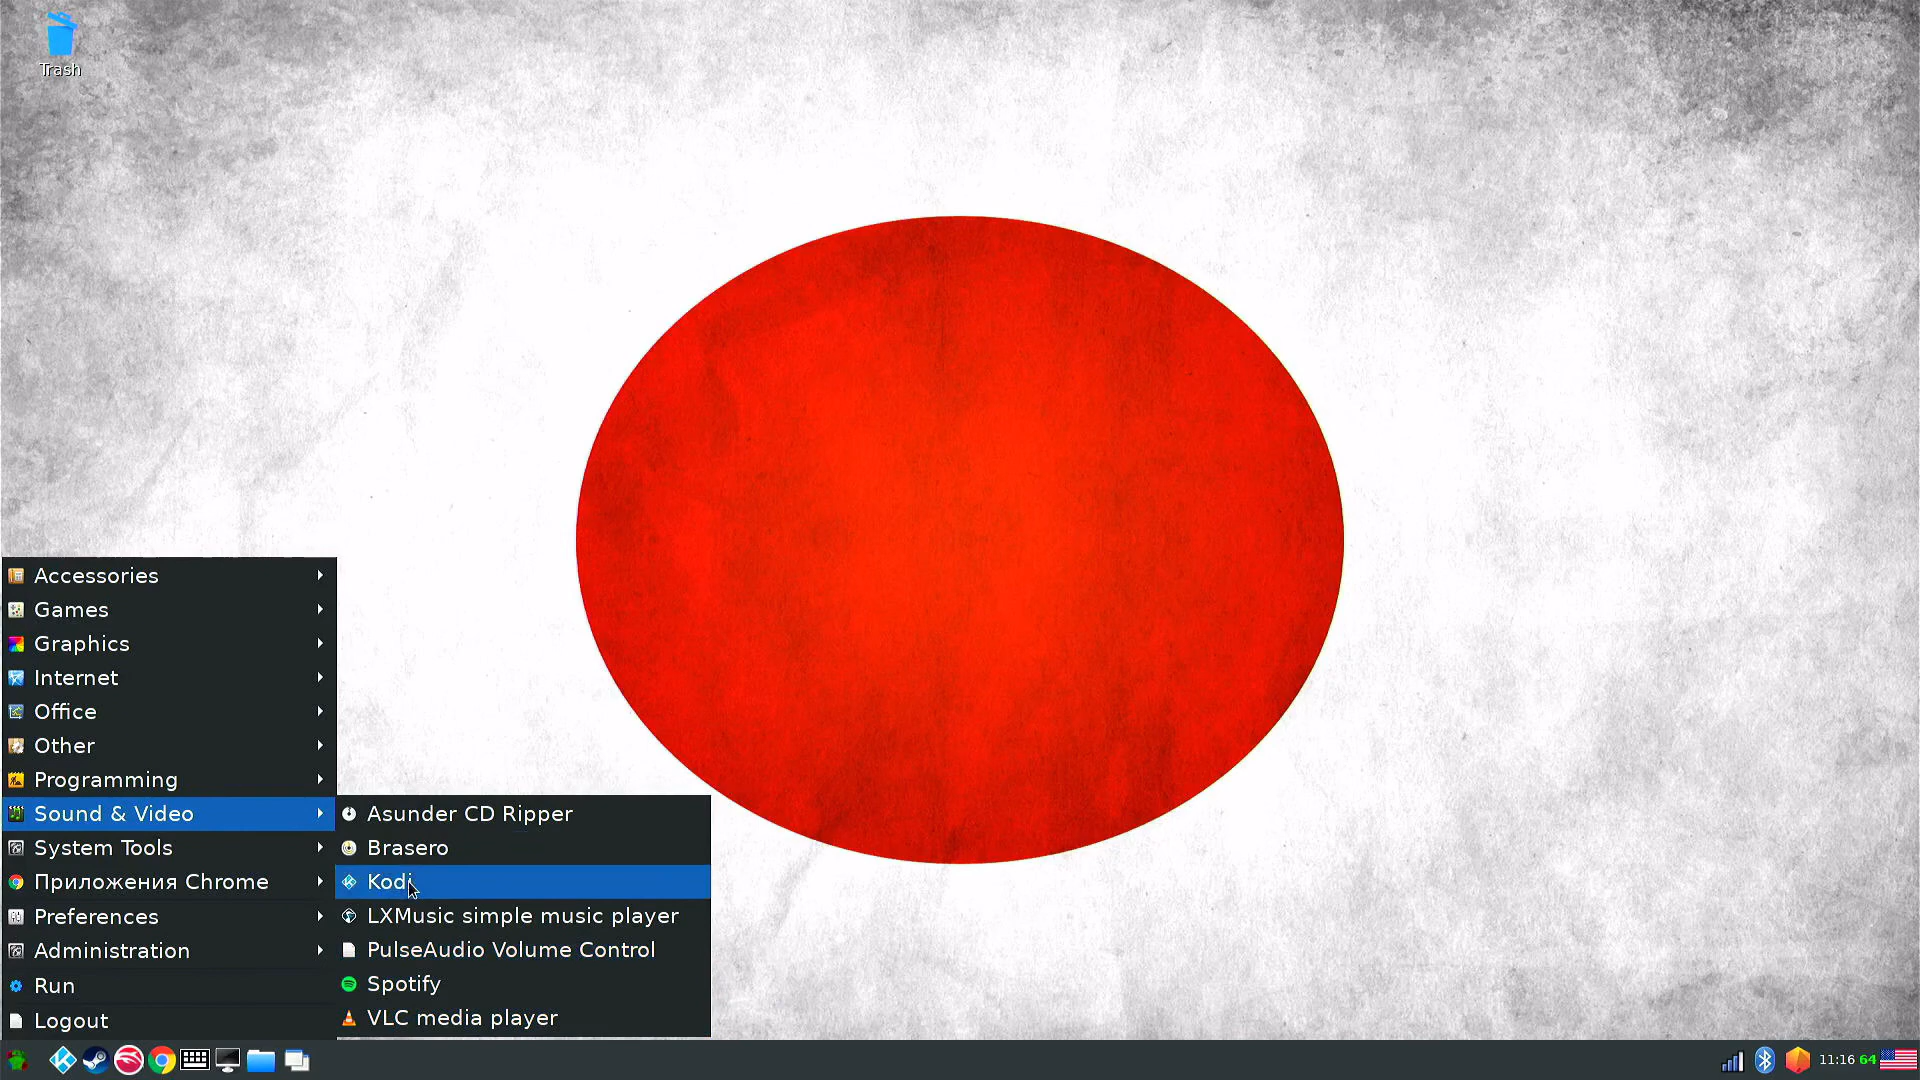 Trash
Accessories
Games
Graphics
Internet
Office
Other
Programming
Sound & Video
System Tools
Приложения Chrome
Preferences
Administration
Run
Logout
Asunder CD Ripper
Brasero
Kodi
LXMusic simple music player
PulseAudio Volume Control
Spotify
VLC media player
11:16 64